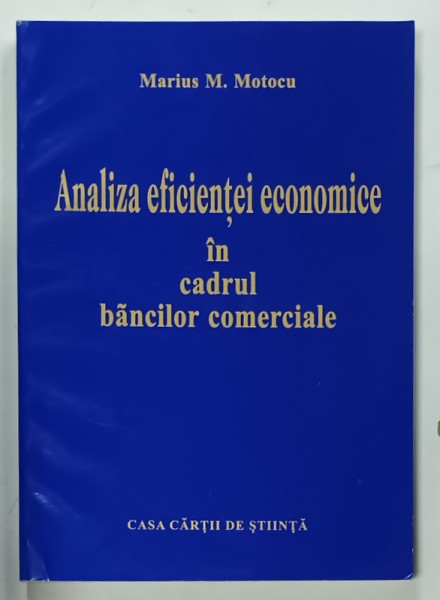 Marius M. Motocu
Analiza eficienței economice
în
cadrul
bãncilor comerciale
CASA CĂRȚII DE ȘTIINȚĂ